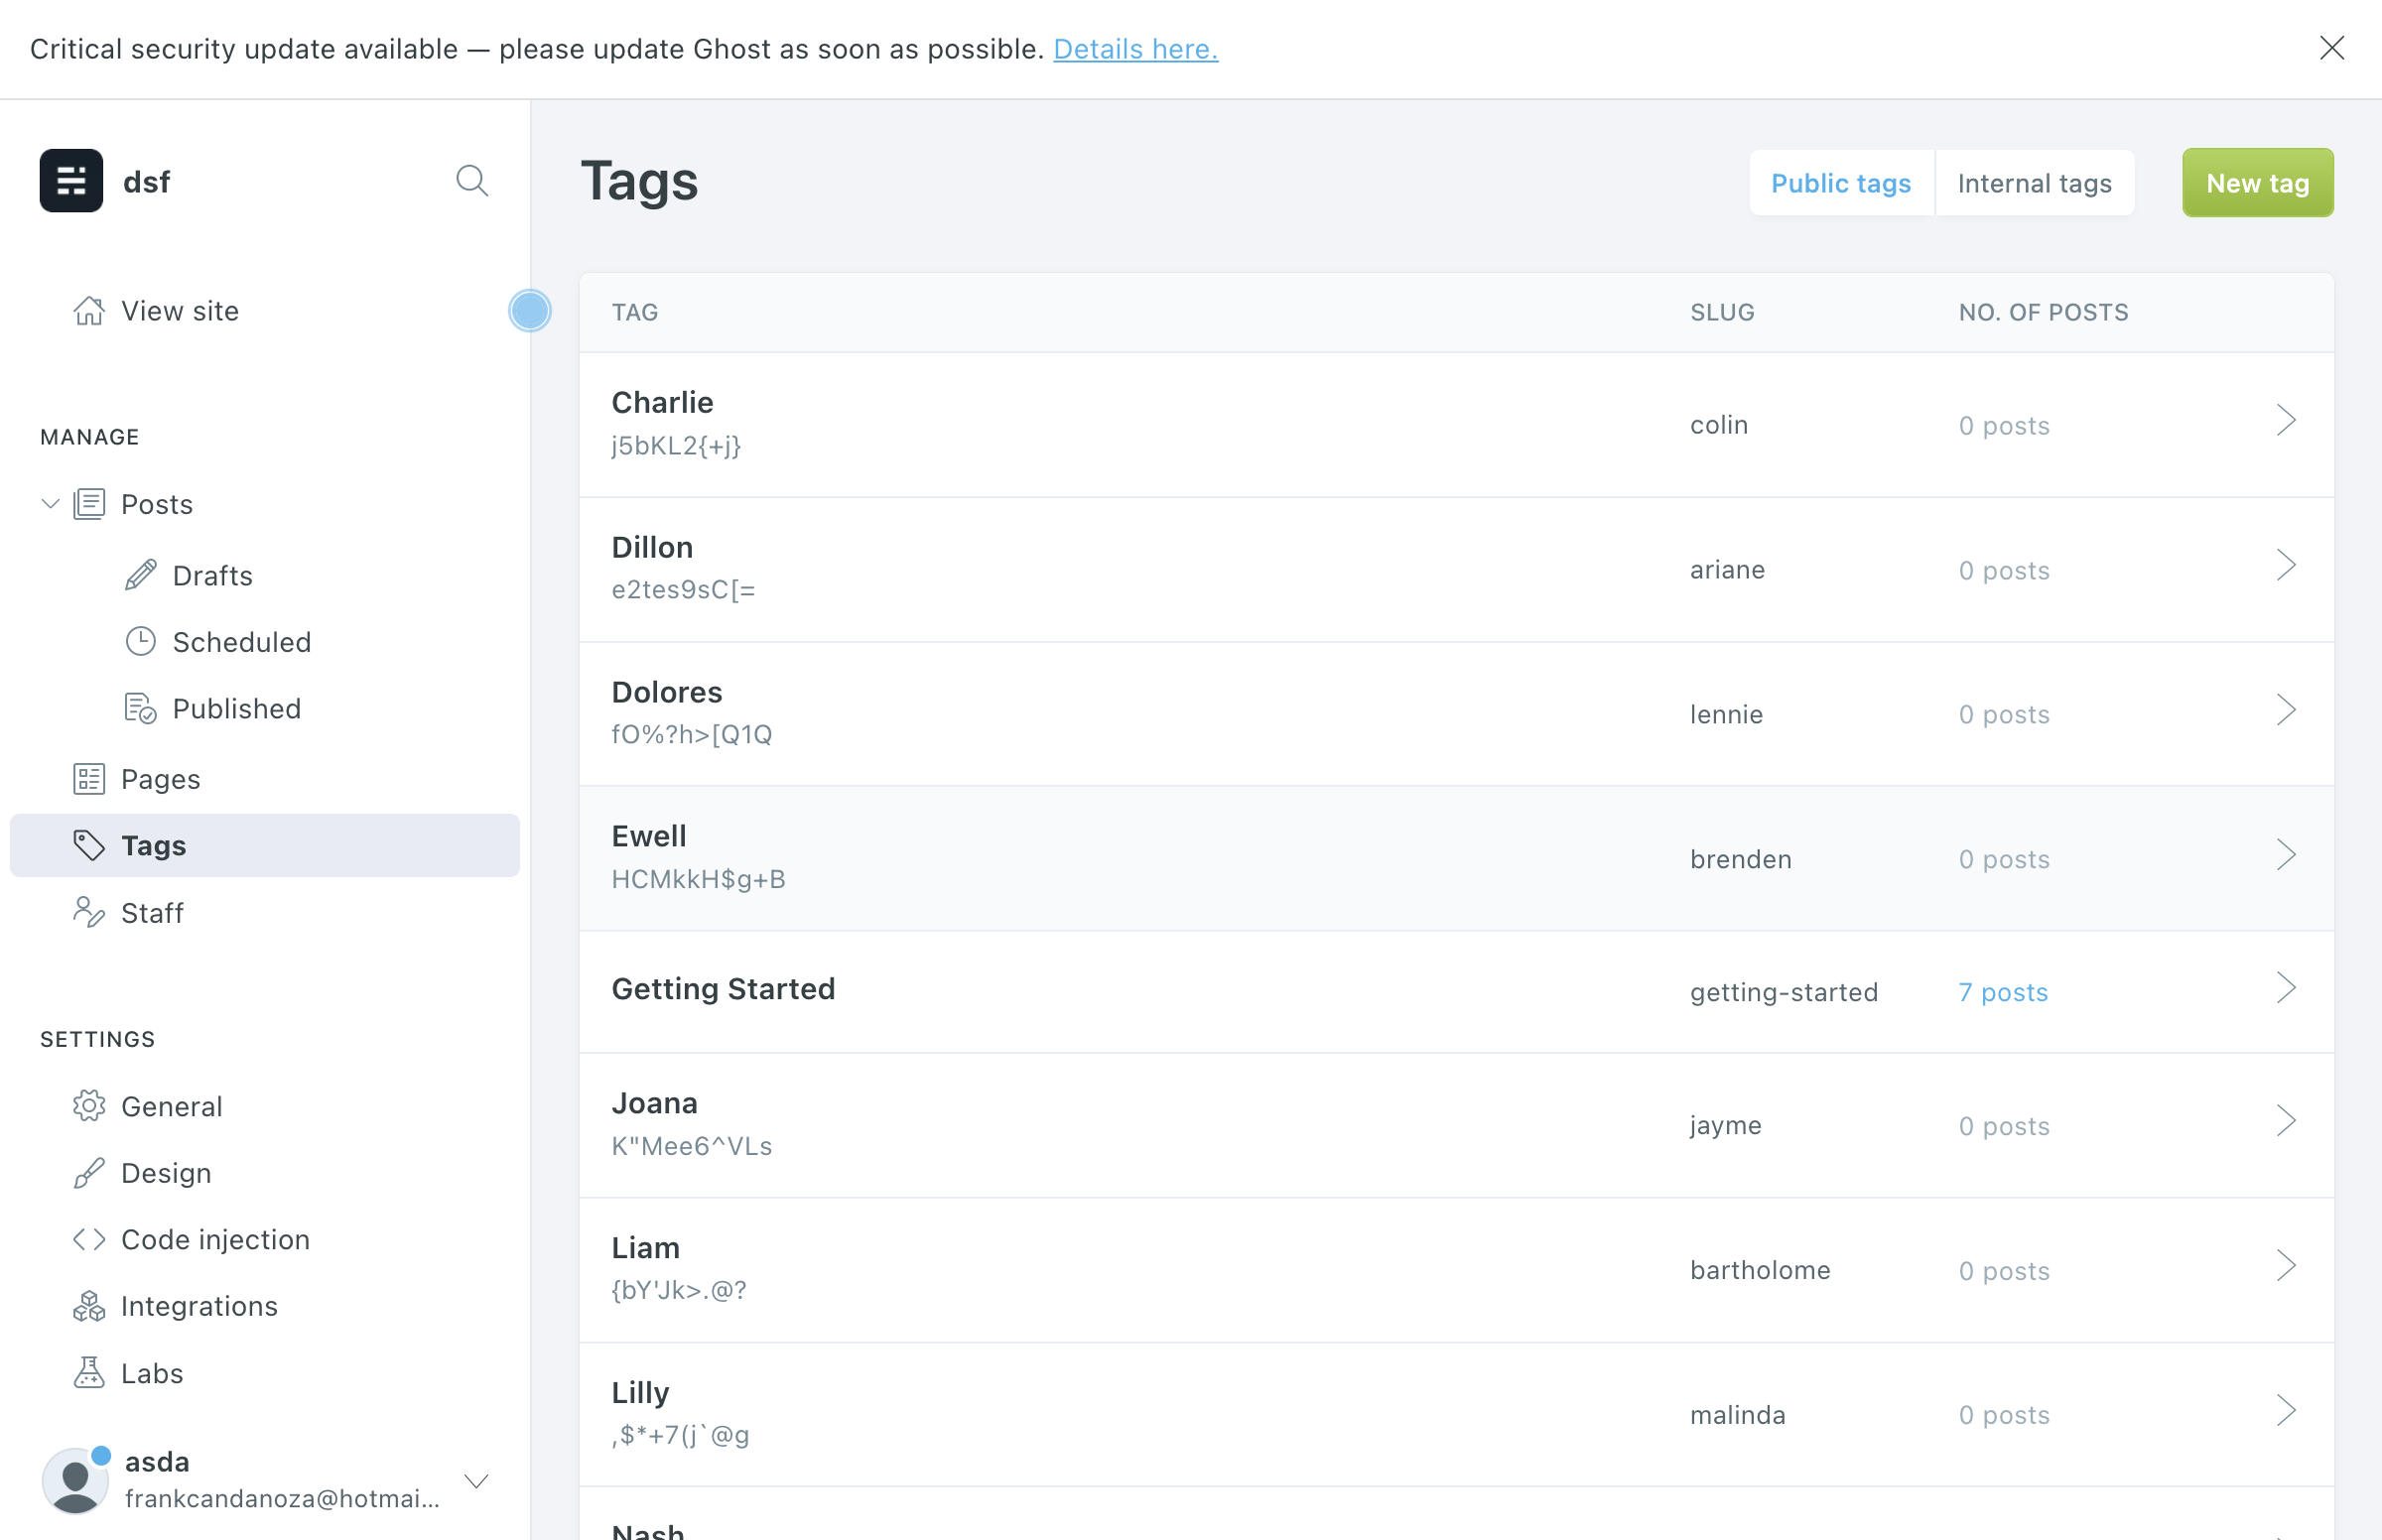 Critical security update available — please update Ghost as soon as possible. Details here.
dsf
View site
MANAGE
Posts
Drafts
Scheduled
Published
Pages
Tags
Staff
SETTINGS
General
Design
Code injection
Integrations
Labs
asda
frankcandanoza@hotmai...
Tags
Public tags
Internal tags
New tag
TAG SLUG NO. OF POSTS
Charlie
j5bKL2{+j}
colin
0 posts
Dillon
e2tes9sC[=
ariane
0 posts
Dolores
fO%?h>[Q1Q
lennie
0 posts
Ewell
HCMkkH$g+B
brenden
0 posts
Getting Started
getting-started
7 posts
Joana
K"Mee6^VLs
jayme
0 posts
Liam
{bY'Jk>.@?
bartholome
0 posts
Lilly
,$*+7(j`@g
malinda
0 posts
Nash